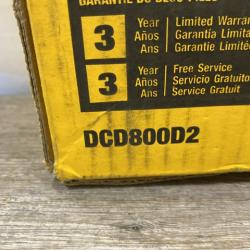 3 Year Limited Warra
Años Garantía Limita
Ans Garantie Limitée
3 Year Free Service
Años Servicio Gratuito
Ans Service Gratuit
DCD800D2